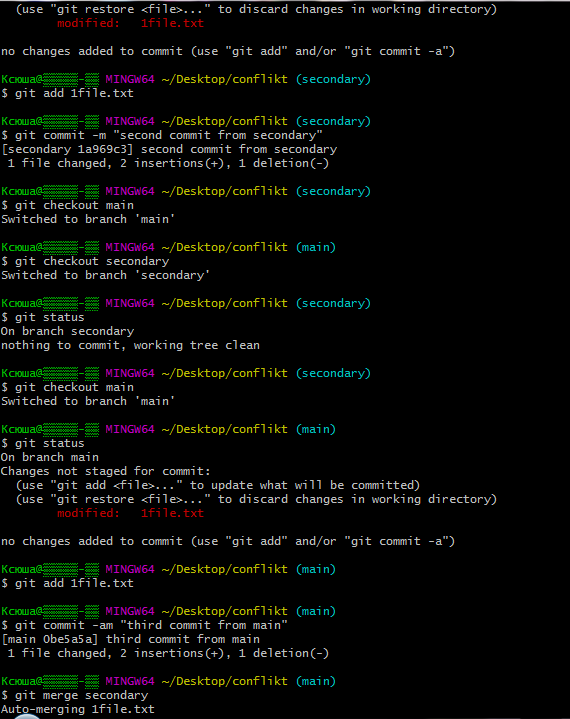 (use "git restore <file>..." to discard changes in working directory)
modified: 1file.txt
no changes added to commit (use "git add" and/or "git commit -a")
Ксюша@▒▒▒▒▒-▒▒ MINGW64 ~/Desktop/conflikt (secondary)
$ git add 1file.txt
Ксюша@▒▒▒▒▒-▒▒ MINGW64 ~/Desktop/conflikt (secondary)
$ git commit -m "second commit from secondary"
[secondary 1a969c3] second commit from secondary
1 file changed, 2 insertions(+), 1 deletion(-)
Ксюша@▒▒▒▒▒-▒▒ MINGW64 ~/Desktop/conflikt (secondary)
$ git checkout main
Switched to branch 'main'
Ксюша@▒▒▒▒▒-▒▒ MINGW64 ~/Desktop/conflikt (main)
$ git checkout secondary
Switched to branch 'secondary'
Ксюша@▒▒▒▒▒-▒▒ MINGW64 ~/Desktop/conflikt (secondary)
$ git status
On branch secondary
nothing to commit, working tree clean
Ксюша@▒▒▒▒▒-▒▒ MINGW64 ~/Desktop/conflikt (secondary)
$ git checkout main
Switched to branch 'main'
Ксюша@▒▒▒▒▒-▒▒ MINGW64 ~/Desktop/conflikt (main)
$ git status
On branch main
Changes not staged for commit:
(use "git add <file>..." to update what will be committed)
(use "git restore <file>..." to discard changes in working directory)
modified: 1file.txt
no changes added to commit (use "git add" and/or "git commit -a")
Ксюша@▒▒▒▒▒-▒▒ MINGW64 ~/Desktop/conflikt (main)
$ git add 1file.txt
Ксюша@▒▒▒▒▒-▒▒ MINGW64 ~/Desktop/conflikt (main)
$ git commit -am "third commit from main"
[main 0be5a5a] third commit from main
1 file changed, 2 insertions(+), 1 deletion(-)
Ксюша@▒▒▒▒▒-▒▒ MINGW64 ~/Desktop/conflikt (main)
$ git merge secondary
Auto-merging 1file.txt